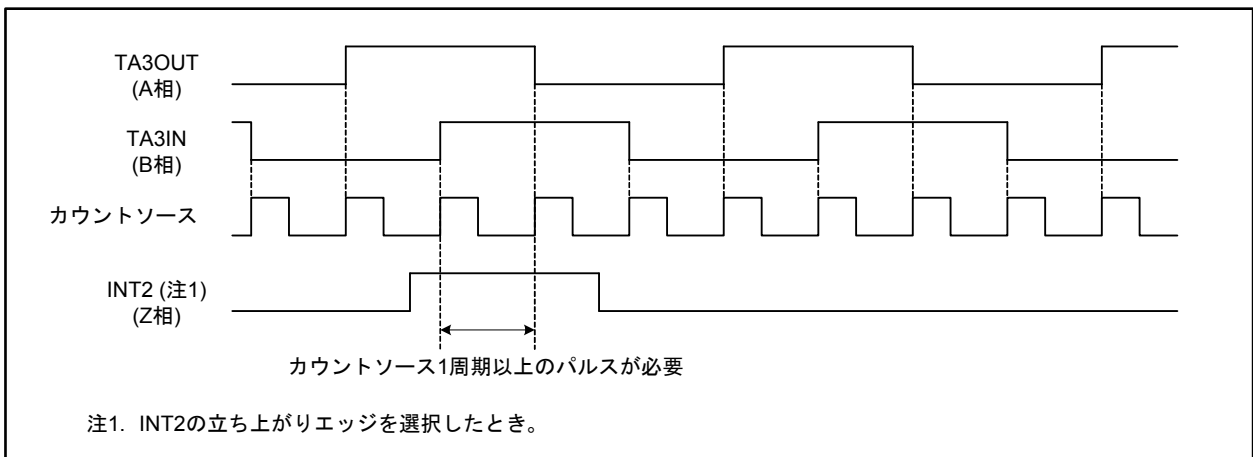 TA3OUT
(A相)
TA3IN
(B相)
カウントソース
INT2 (注1)
(Z相)
カウントソース1周期以上のパルスが必要
注1. INT2の立ち上がりエッジを選択したとき。